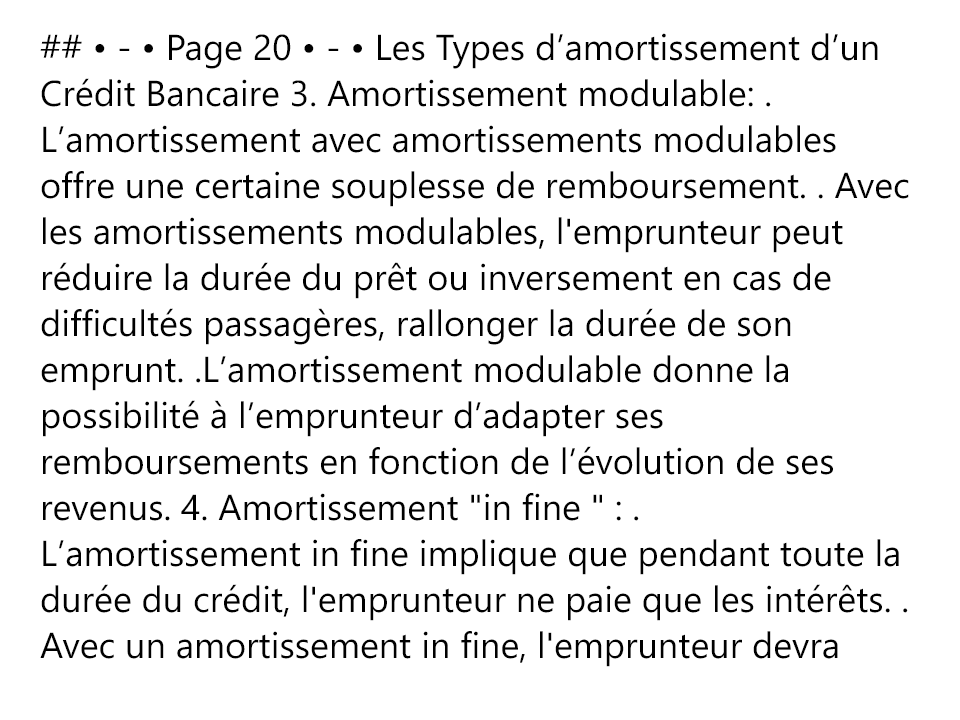 ## • - • Page 20 • - • Les Types d’amortissement d’un
Crédit Bancaire 3. Amortissement modulable: .
L’amortissement avec amortissements modulables
offre une certaine souplesse de remboursement. . Avec
les amortissements modulables, l'emprunteur peut
réduire la durée du prêt ou inversement en cas de
difficultés passagères, rallonger la durée de son
emprunt. .L’amortissement modulable donne la
possibilité à l’emprunteur d’adapter ses
remboursements en fonction de l’évolution de ses
revenus. 4. Amortissement "in fine " : .
L’amortissement in fine implique que pendant toute la
durée du crédit, l'emprunteur ne paie que les intérêts. .
Avec un amortissement in fine, l'emprunteur devra